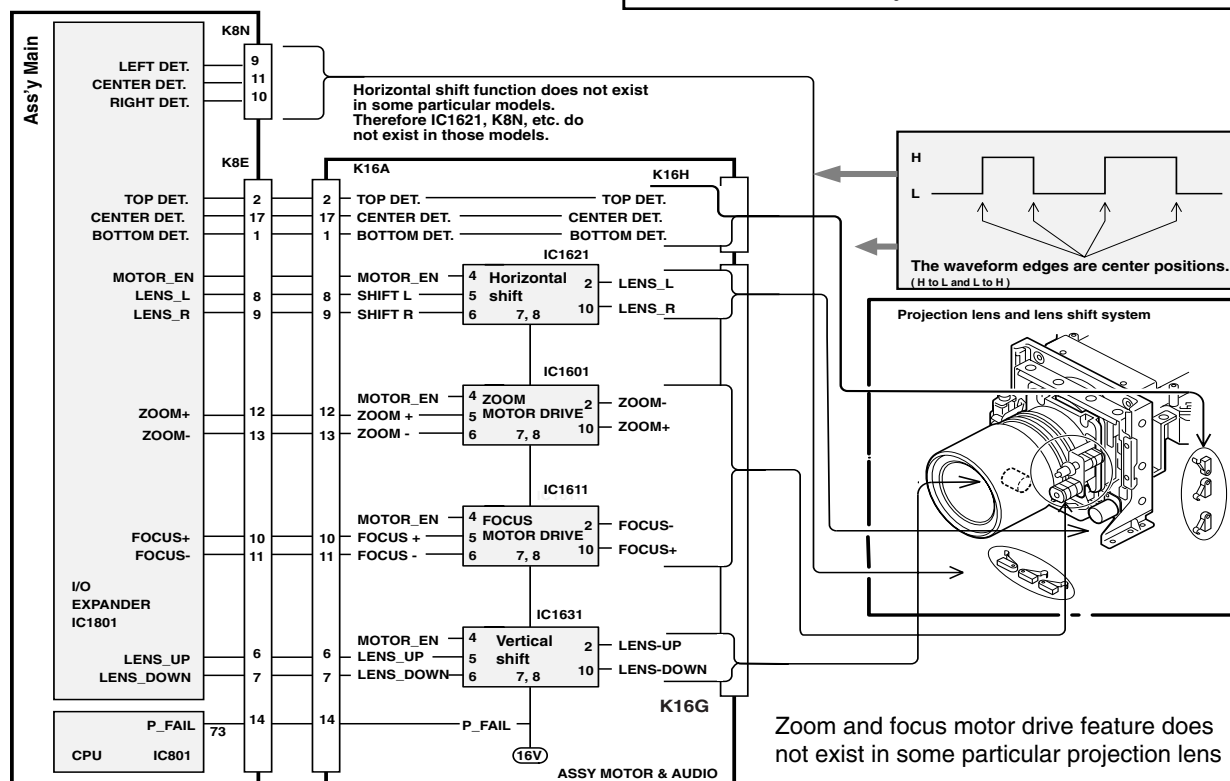 Ass'y Main
K8N
LEFT DET.
CENTER DET.
RIGHT DET.
9
11
10
Horizontal shift function does not exist
in some particular models.
Therefore IC1621, K8N, etc. do
not exist in those models.
K8E
K16A
K16H
TOP DET. 2 2 TOP DET. TOP DET.
CENTER DET. 17 17 CENTER DET. CENTER DET.
BOTTOM DET. 1 1 BOTTOM DET. BOTTOM DET.
IC1621
MOTOR_EN MOTOR_EN 4 Horizontal 2 LENS_L
LENS_L 8 8 SHIFT L 5 shift
LENS_R 9 9 SHIFT R 6 7, 8 10 LENS_R
IC1601
MOTOR_EN 4 ZOOM 2 ZOOM-
ZOOM+ 12 12 ZOOM + 5 MOTOR DRIVE
ZOOM- 13 13 ZOOM - 6 7, 8 10 ZOOM+
IC1611
MOTOR_EN 4 FOCUS 2 FOCUS-
FOCUS+ 10 10 FOCUS + 5 MOTOR DRIVE
FOCUS- 11 11 FOCUS - 6 7, 8 10 FOCUS+
I/O
EXPANDER
IC1801
IC1631
MOTOR_EN 4 Vertical 2 LENS-UP
LENS_UP 6 6 LENS_UP 5 shift
LENS_DOWN 7 7 LENS_DOWN 6 7, 8 10 LENS-DOWN
K16G
P_FAIL 73 14 14 P_FAIL
CPU IC801
16V
ASSY MOTOR & AUDIO
H
L
The waveform edges are center positions.
( H to L and L to H )
Projection lens and lens shift system
Zoom and focus motor drive feature does
not exist in some particular projection lens